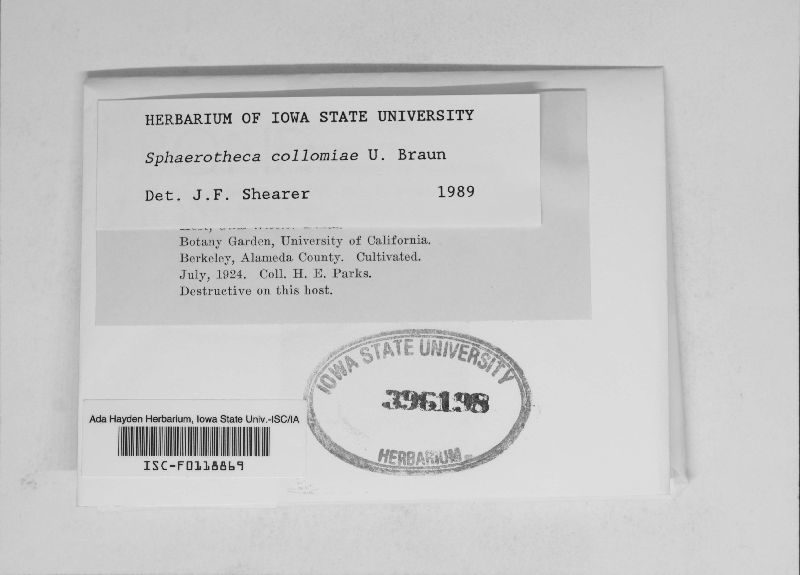 HERBARIUM OF IOWA STATE UNIVERSITY
Sphaerotheca collomiae U. Braun
Det. J.F. Shearer 1989
Botany Garden, University of California.
Berkeley, Alameda County. Cultivated.
July, 1924. Coll. H. E. Parks.
Destructive on this host.
IOWA STATE UNIVERSITY
396198
HERBARIUM
Ada Hayden Herbarium, Iowa State Univ.-ISC/IA
ISC-F0118869